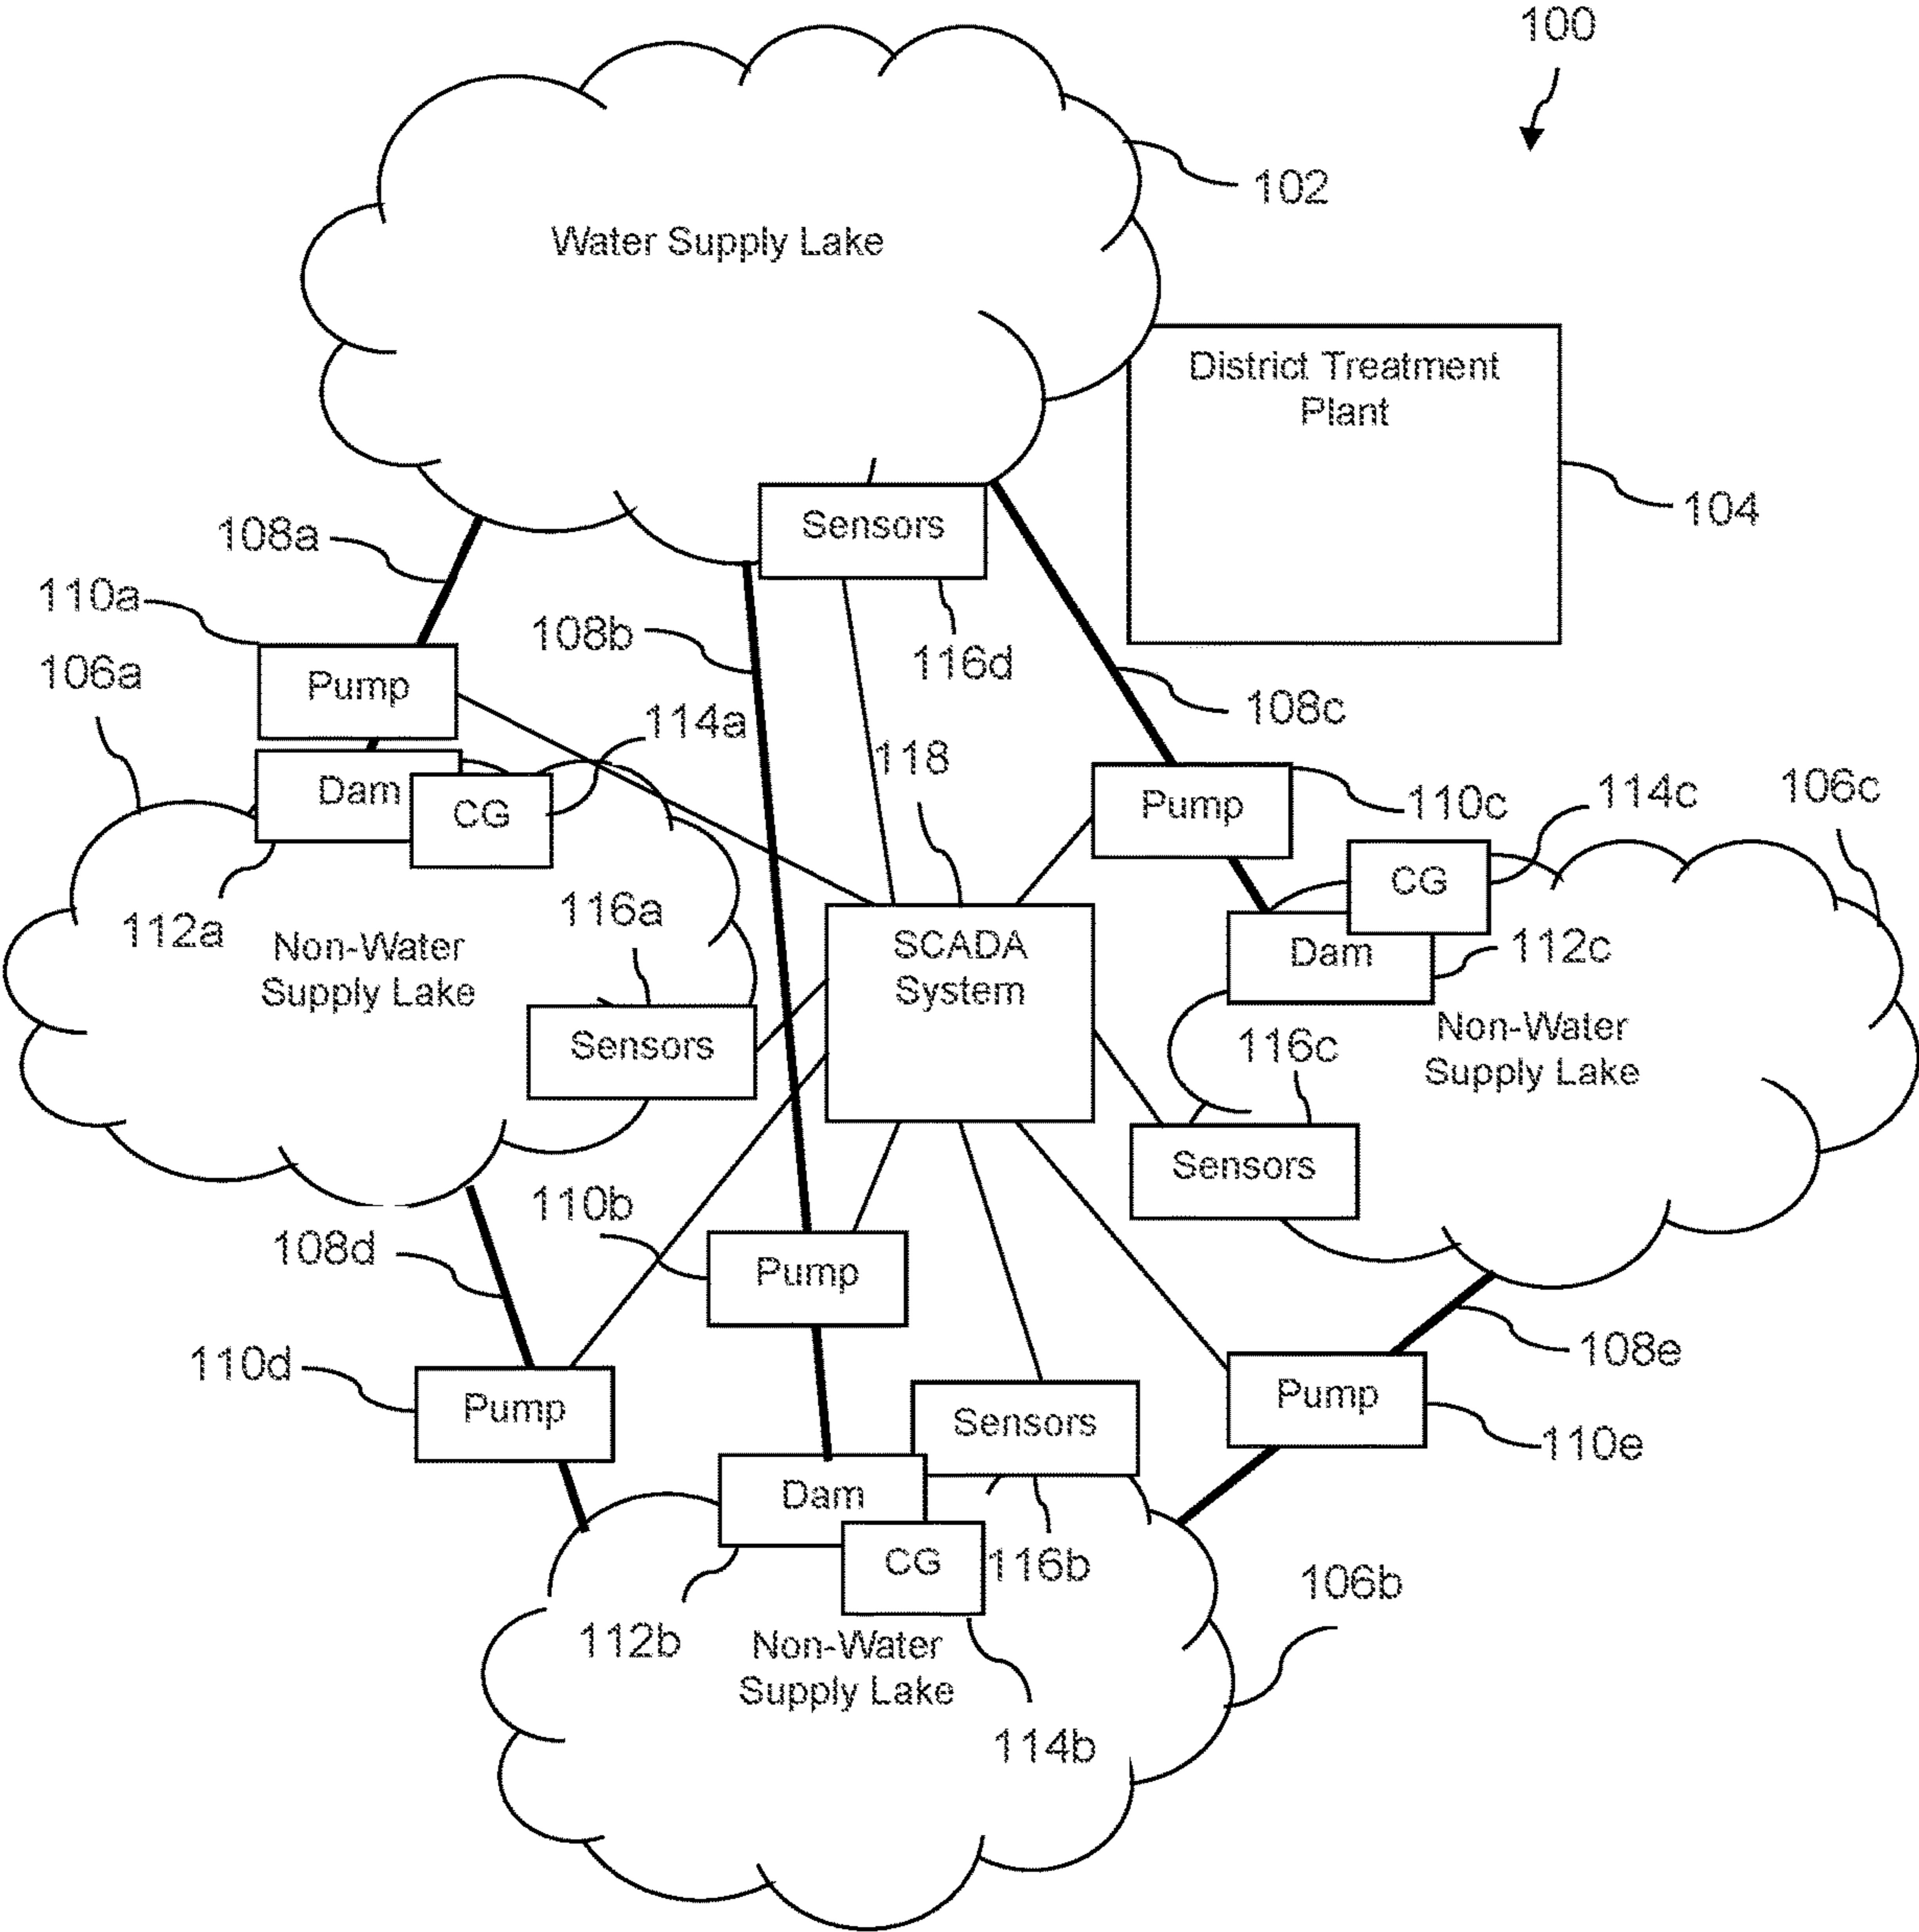 100
102
Water Supply Lake
District Treatment
Plant
104
Sensors
108a
110a
108b
116d
106a
Pump
108c
114a
118
Dam
CG
Pump
110c
114c
106c
CG
112a
116a
Non-Water
Supply Lake
SCADA
System
Dam
112c
Sensors
116c
Non-Water
Supply Lake
Sensors
110b
108d
Pump
108e
110d
Pump
Sensors
Pump
110e
Dam
CG
116b
106b
112b
Non-Water
Supply Lake
114b